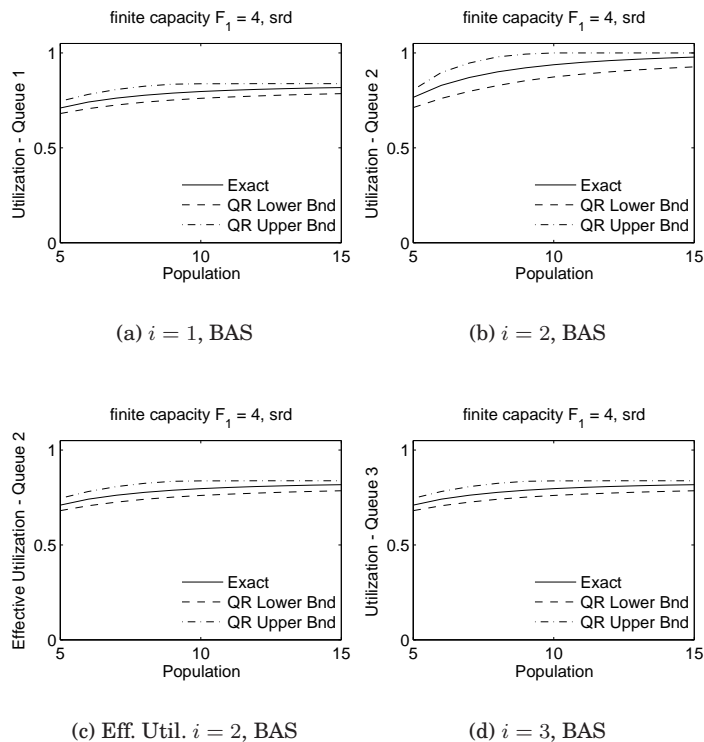 finite capacity F₁ = 4, srd
1
0.5
0
Utilization - Queue 1
Exact
QR Lower Bnd
QR Upper Bnd
5
10
15
Population
(a) i = 1, BAS
finite capacity F₁ = 4, srd
1
0.5
0
Utilization - Queue 2
Exact
QR Lower Bnd
QR Upper Bnd
5
10
15
Population
(b) i = 2, BAS
finite capacity F₁ = 4, srd
1
0.5
0
Effective Utilization - Queue 2
Exact
QR Lower Bnd
QR Upper Bnd
5
10
15
Population
(c) Eff. Util. i = 2, BAS
finite capacity F₁ = 4, srd
1
0.5
0
Utilization - Queue 3
Exact
QR Lower Bnd
QR Upper Bnd
5
10
15
Population
(d) i = 3, BAS